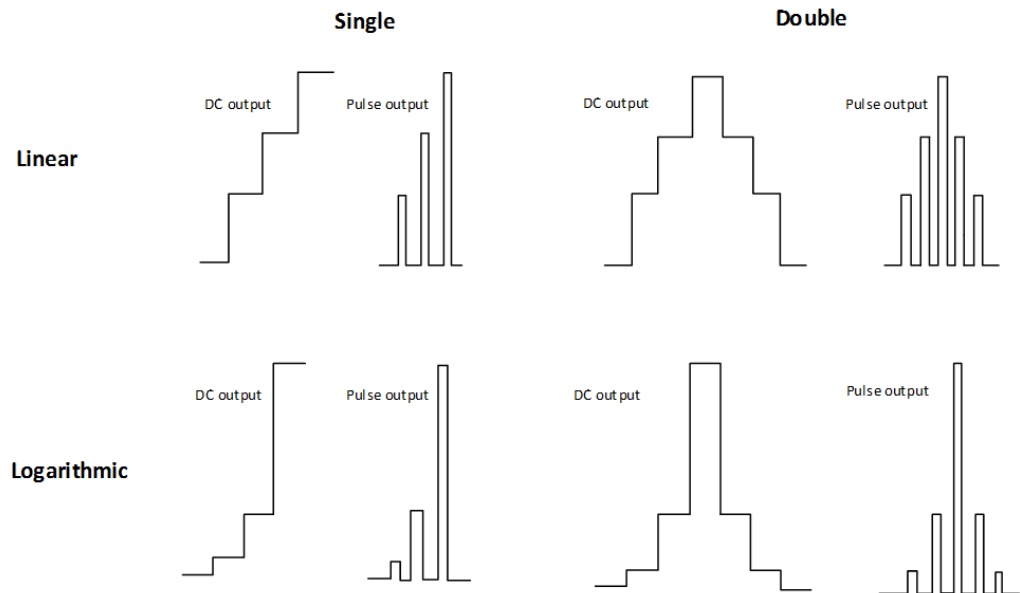 Single
Double
DC output
Pulse output
DC output
Pulse output
Linear
DC output
Pulse output
DC output
Pulse output
Logarithmic